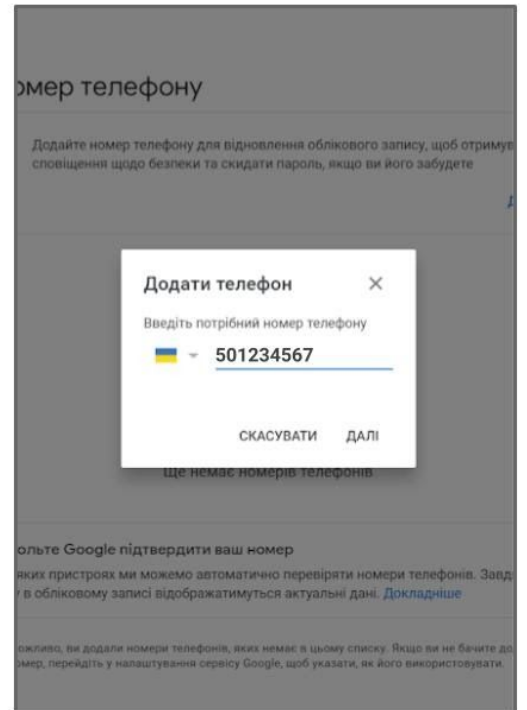 омер телефону
Додайте номер телефону для відновлення облікового запису, щоб отримув
сповіщення щодо безпеки та скидати пароль, якщо ви його забудете
Д
Додати телефон
Введіть потрібний номер телефону
501234567
СКАСУВАТИ ДАЛІ
Ще немає номерів телефонів
ольте Google підтвердити ваш номер
яких пристроях ми можемо автоматично перевіряти номери телефонів. Завд
у в обліковому записі відображатимуться актуальні дані. Докладніше
ожливо, ви додали номери телефонів, яких немає в цьому списку. Якщо ви не бачите до
омер, перейдіть у налаштування сервісу Google, щоб указати, як його використовувати.